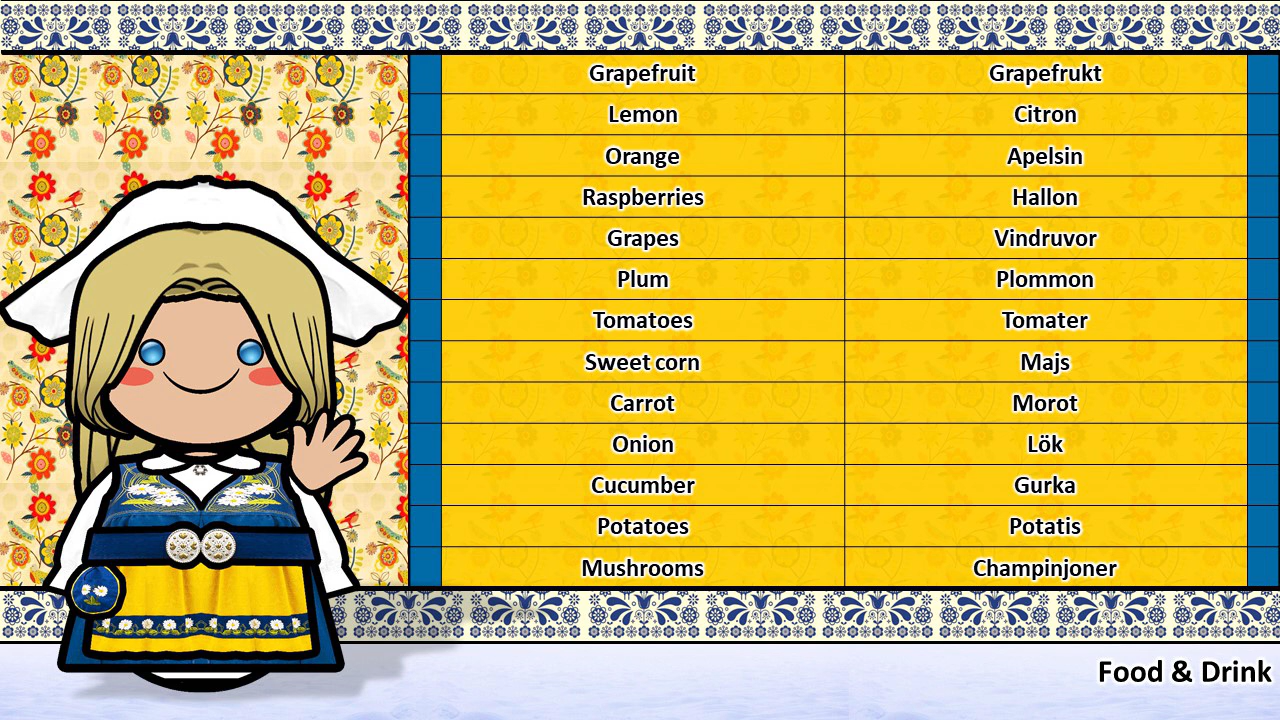 Grapefruit Grapefrukt
Lemon Citron
Orange Apelsin
Raspberries Hallon
Grapes Vindruvor
Plum Plommon
Tomatoes Tomater
Sweet corn Majs
Carrot Morot
Onion Lök
Cucumber Gurka
Potatoes Potatis
Mushrooms Champinjoner
Food & Drink